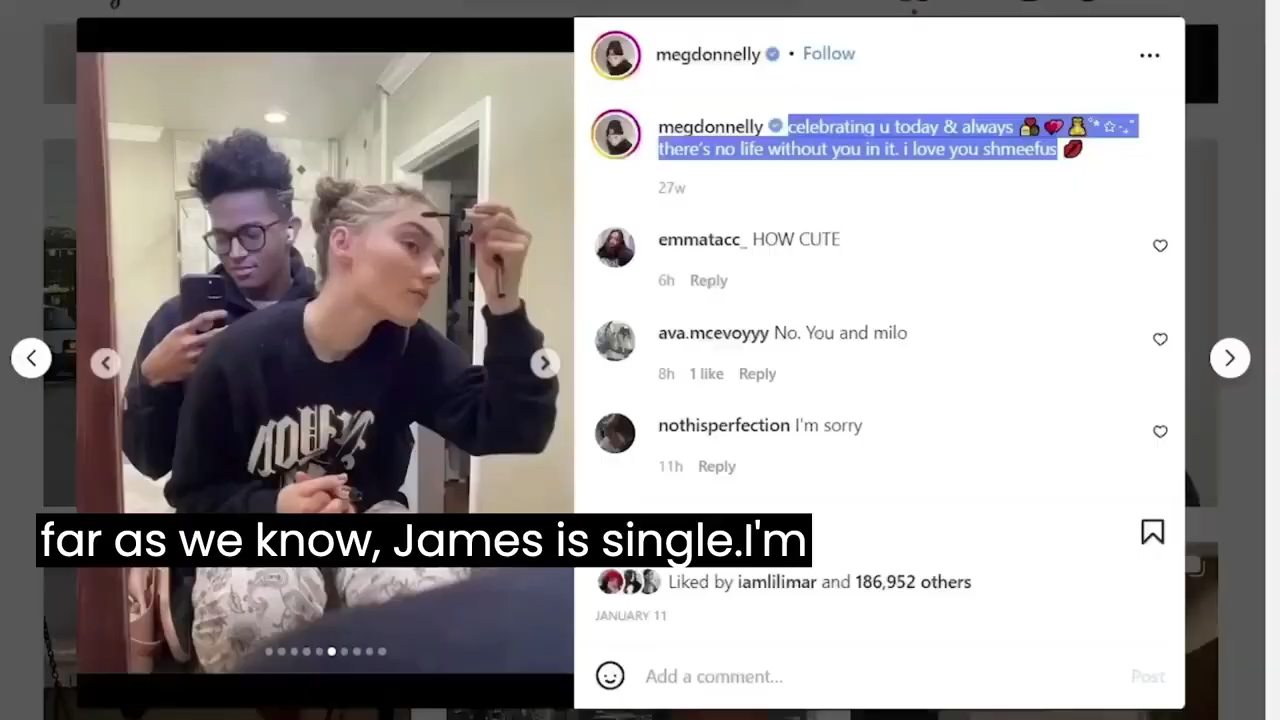 megdonnelly • Follow
megdonnelly celebrating u today & always
there's no life without you in it. i love you shmeefus
27w
emmatacc_ HOW CUTE
6h Reply
ava.mcevoyyy No. You and milo
8h 1 like Reply
nothisperfection I'm sorry
11h Reply
far as we know, James is single.I'm
Liked by iamlilimar and 186,952 others
JANUARY 11
Add a comment...
Post